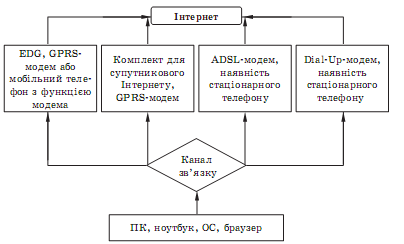 Інтернет
EDG, GPRS-
модем або
мобільний теле-
фон з функцією
модема
Комплект для
супутникового
Інтернету,
GPRS-модем
ADSL-модем,
наявність
стаціонарного
телефону
Dial-Up-модем,
наявність
стаціонарного
телефону
Канал
зв'язку
ПК, ноутбук, ОС, браузер